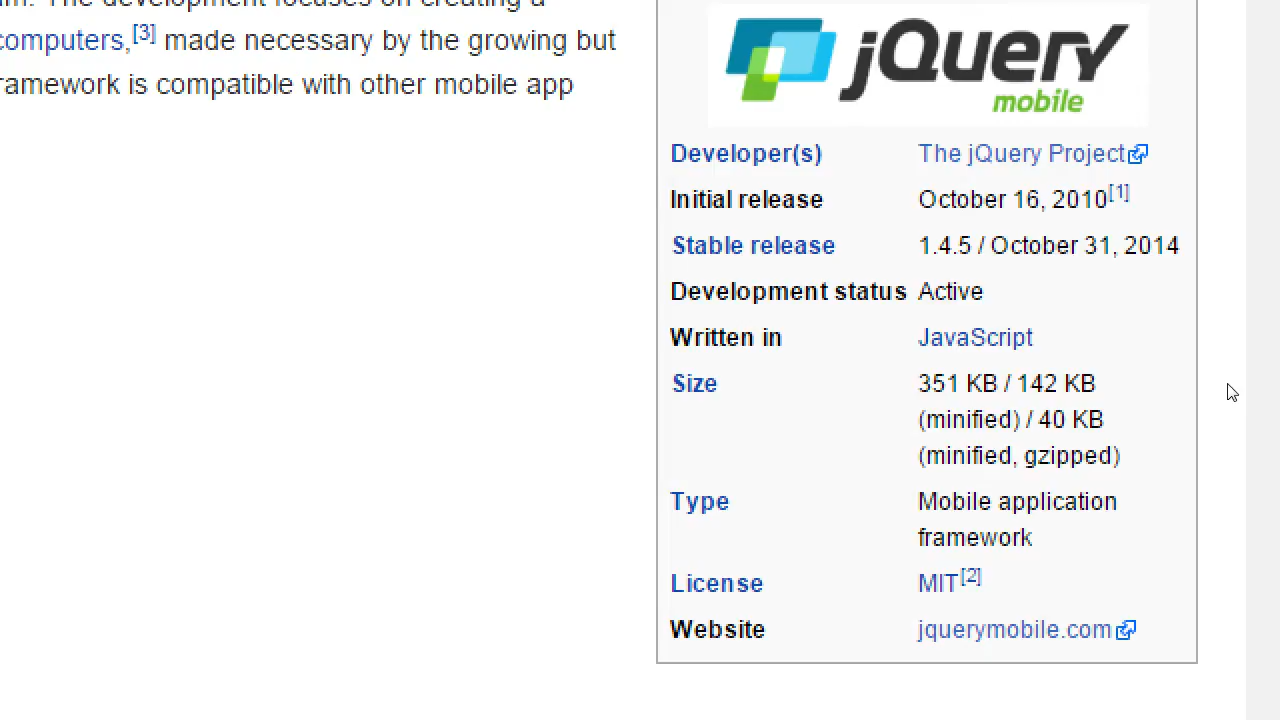 computers,[3] made necessary by the growing but
ramework is compatible with other mobile app
jQuery
mobile
Developer(s) The jQuery Project
Initial release October 16, 2010[1]
Stable release 1.4.5 / October 31, 2014
Development status Active
Written in JavaScript
Size 351 KB / 142 KB
(minified) / 40 KB
(minified, gzipped)
Type Mobile application
framework
License MIT[2]
Website jquerymobile.com